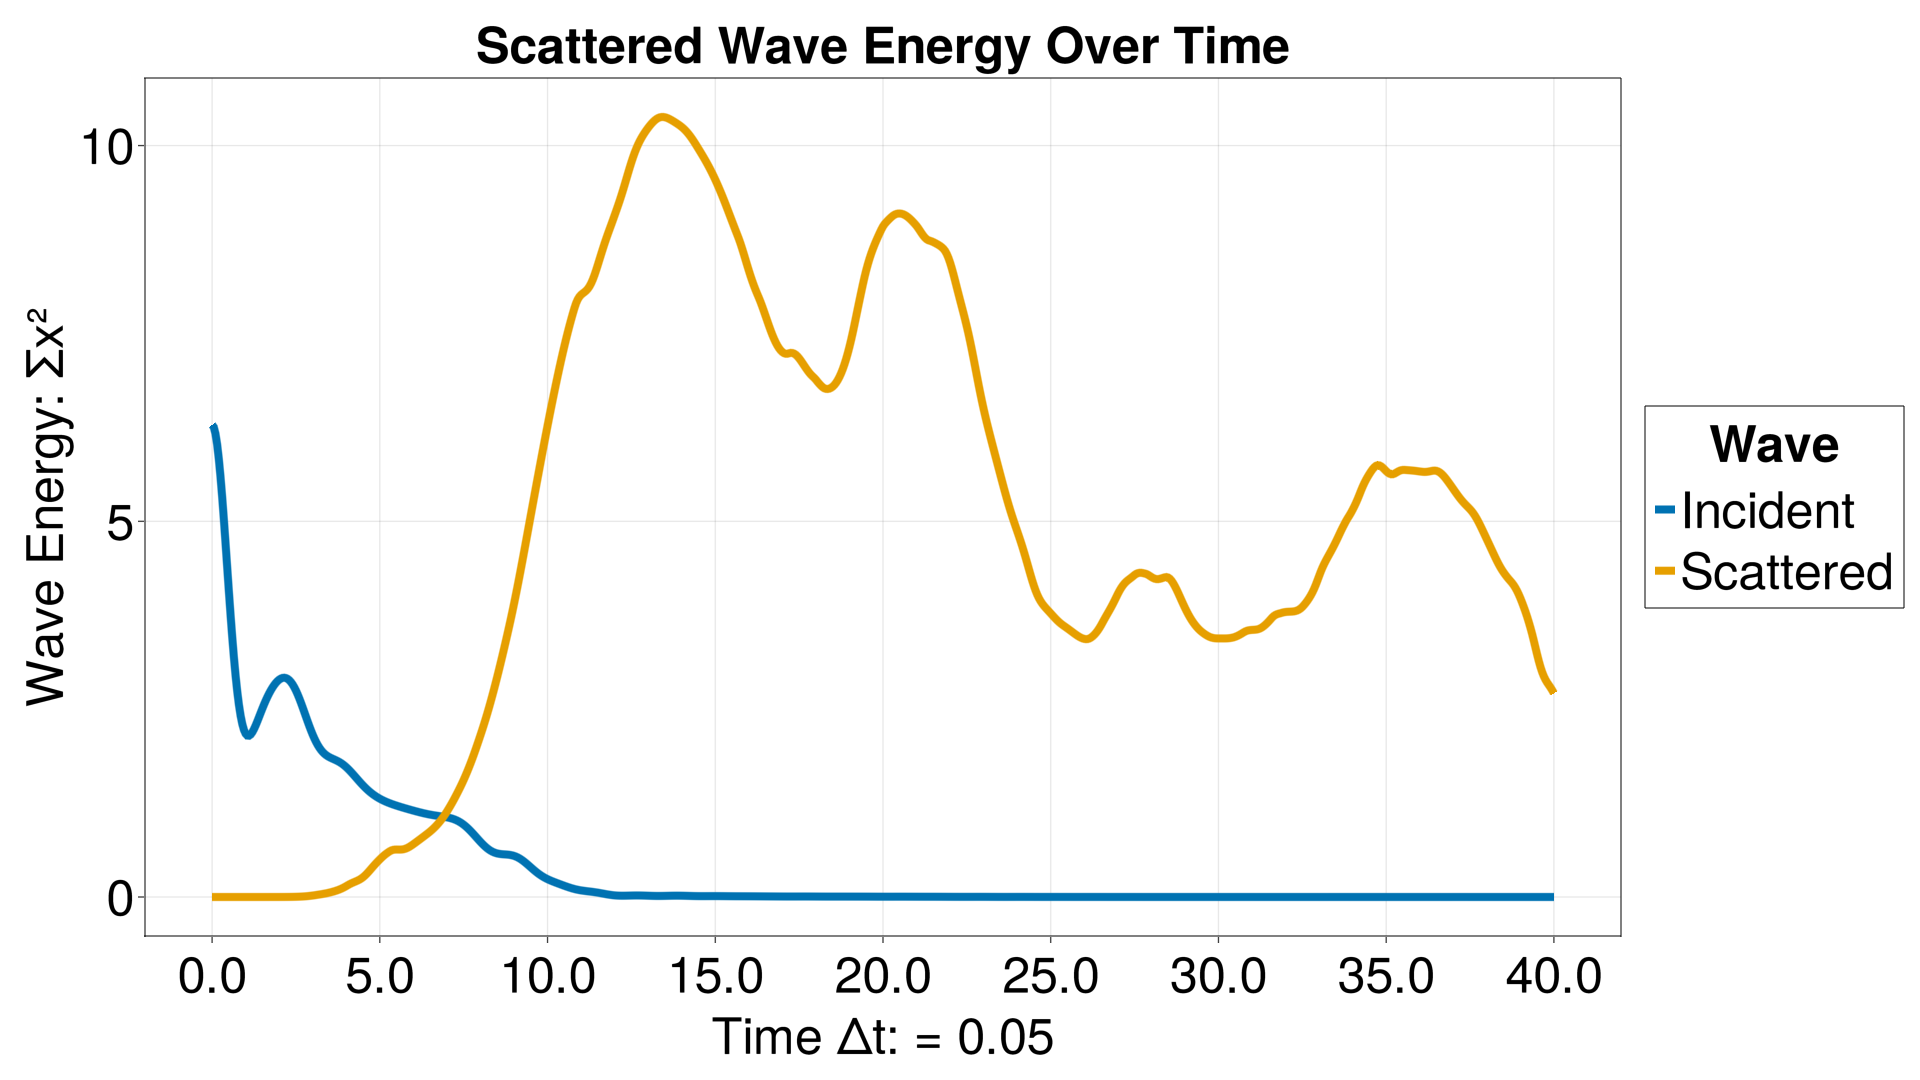 Scattered Wave Energy Over Time
Wave Energy: Σx²
10
5
0
0.0 5.0 10.0 15.0 20.0 25.0 30.0 35.0 40.0
Time Δt: = 0.05
Wave
Incident
Scattered